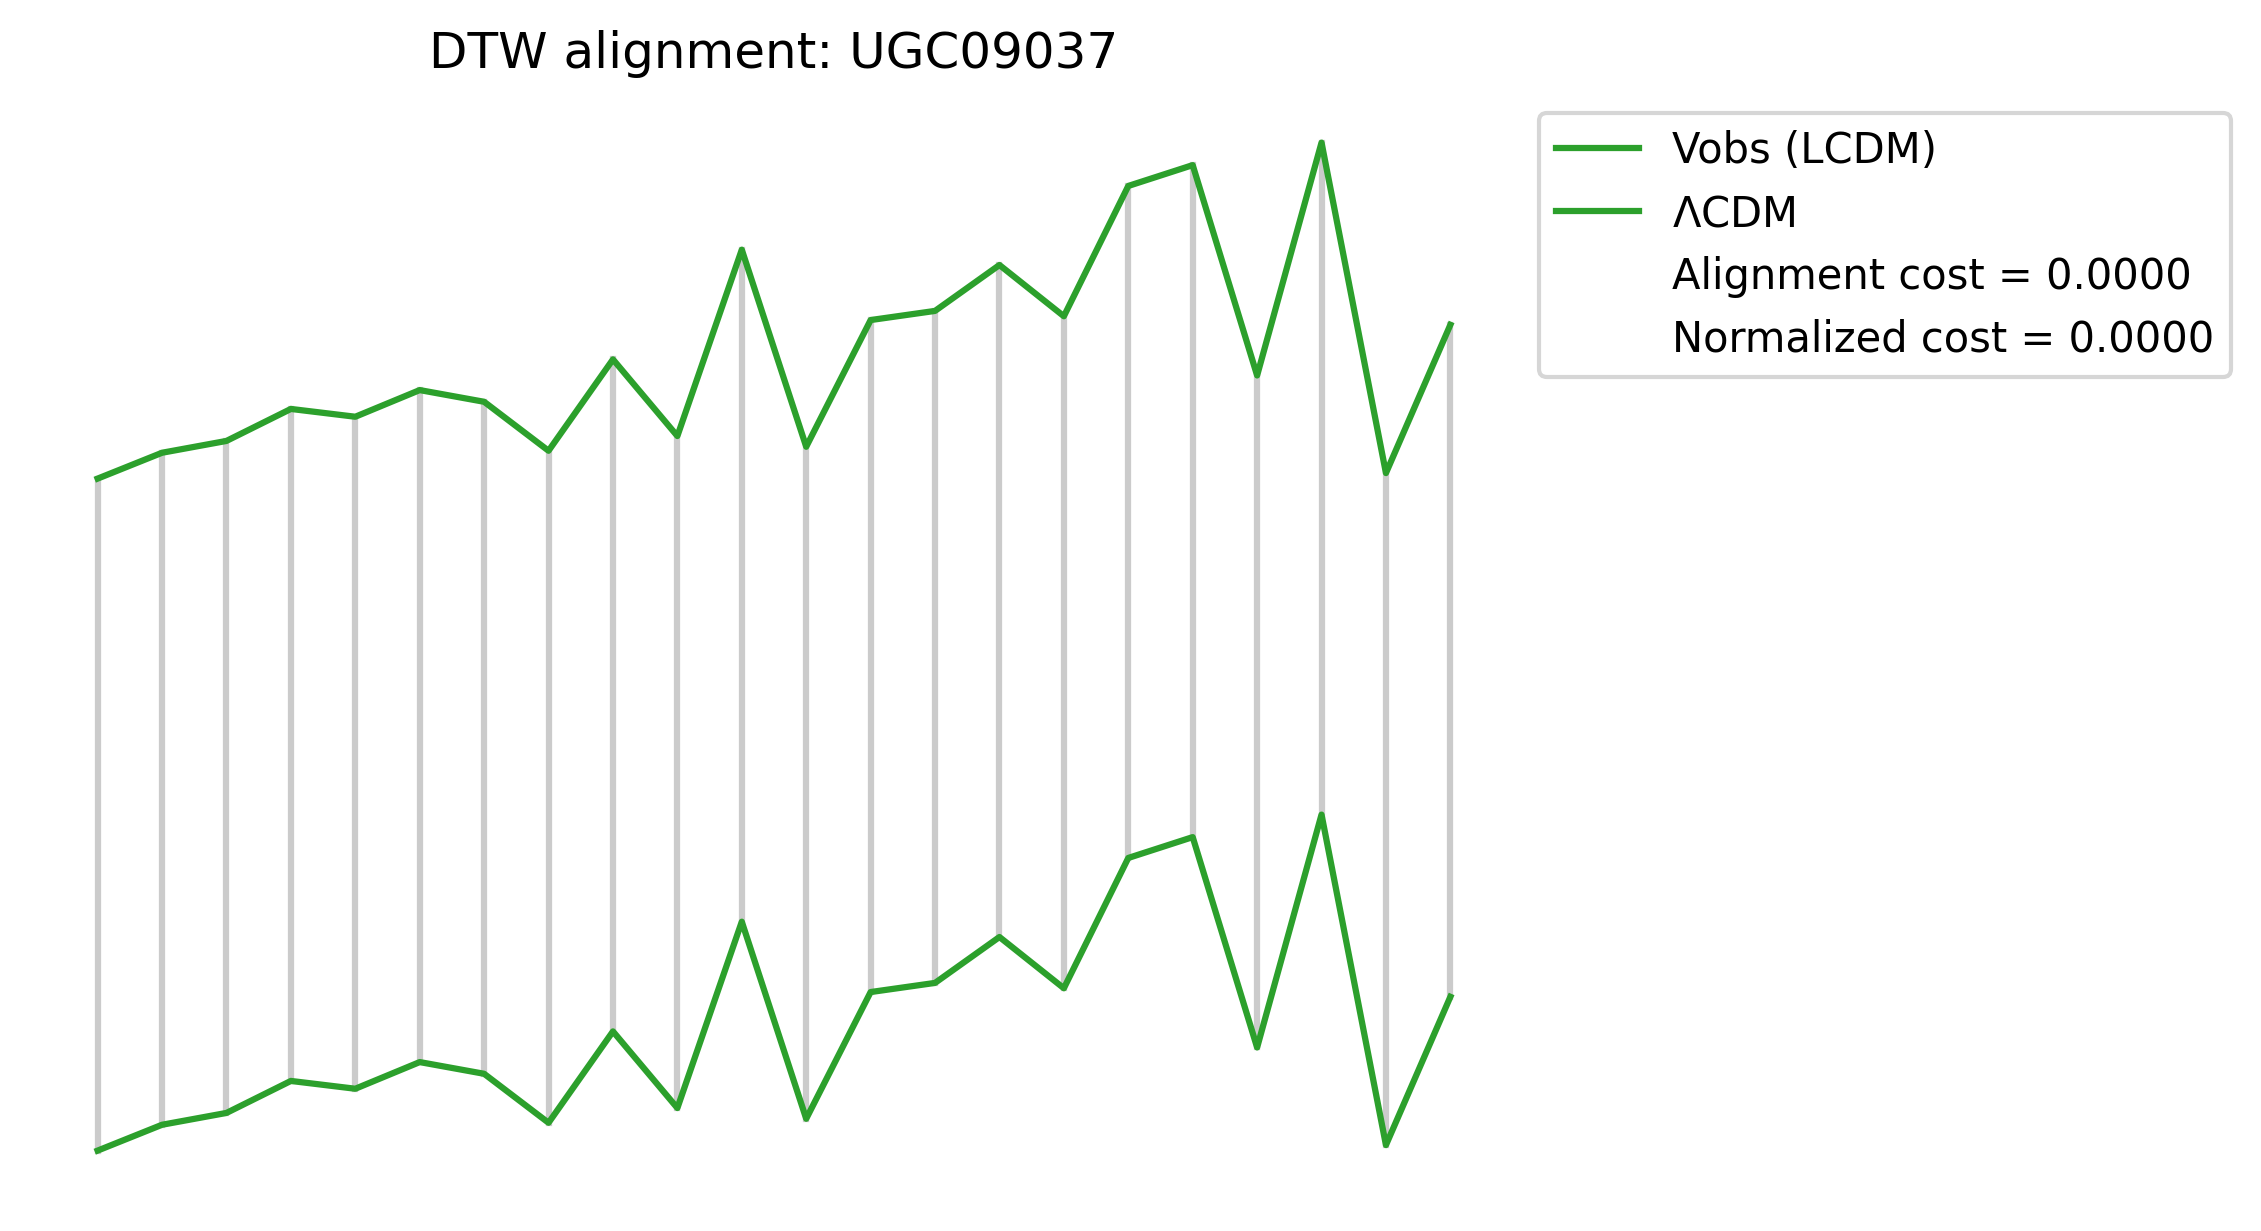 DTW alignment: UGC09037
Vobs (LCDM)
ΛCDM
Alignment cost = 0.0000
Normalized cost = 0.0000